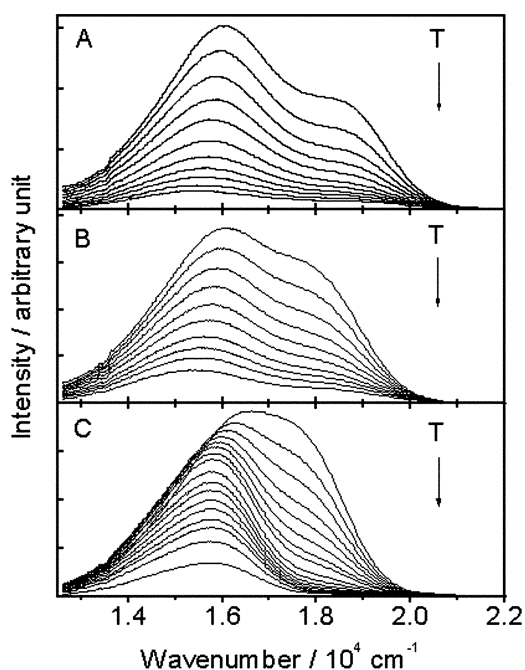 A
T
B
T
C
T
Intensity / arbitrary unit
1.4 1.6 1.8 2.0 2.2
Wavenumber / 10⁴ cm⁻¹